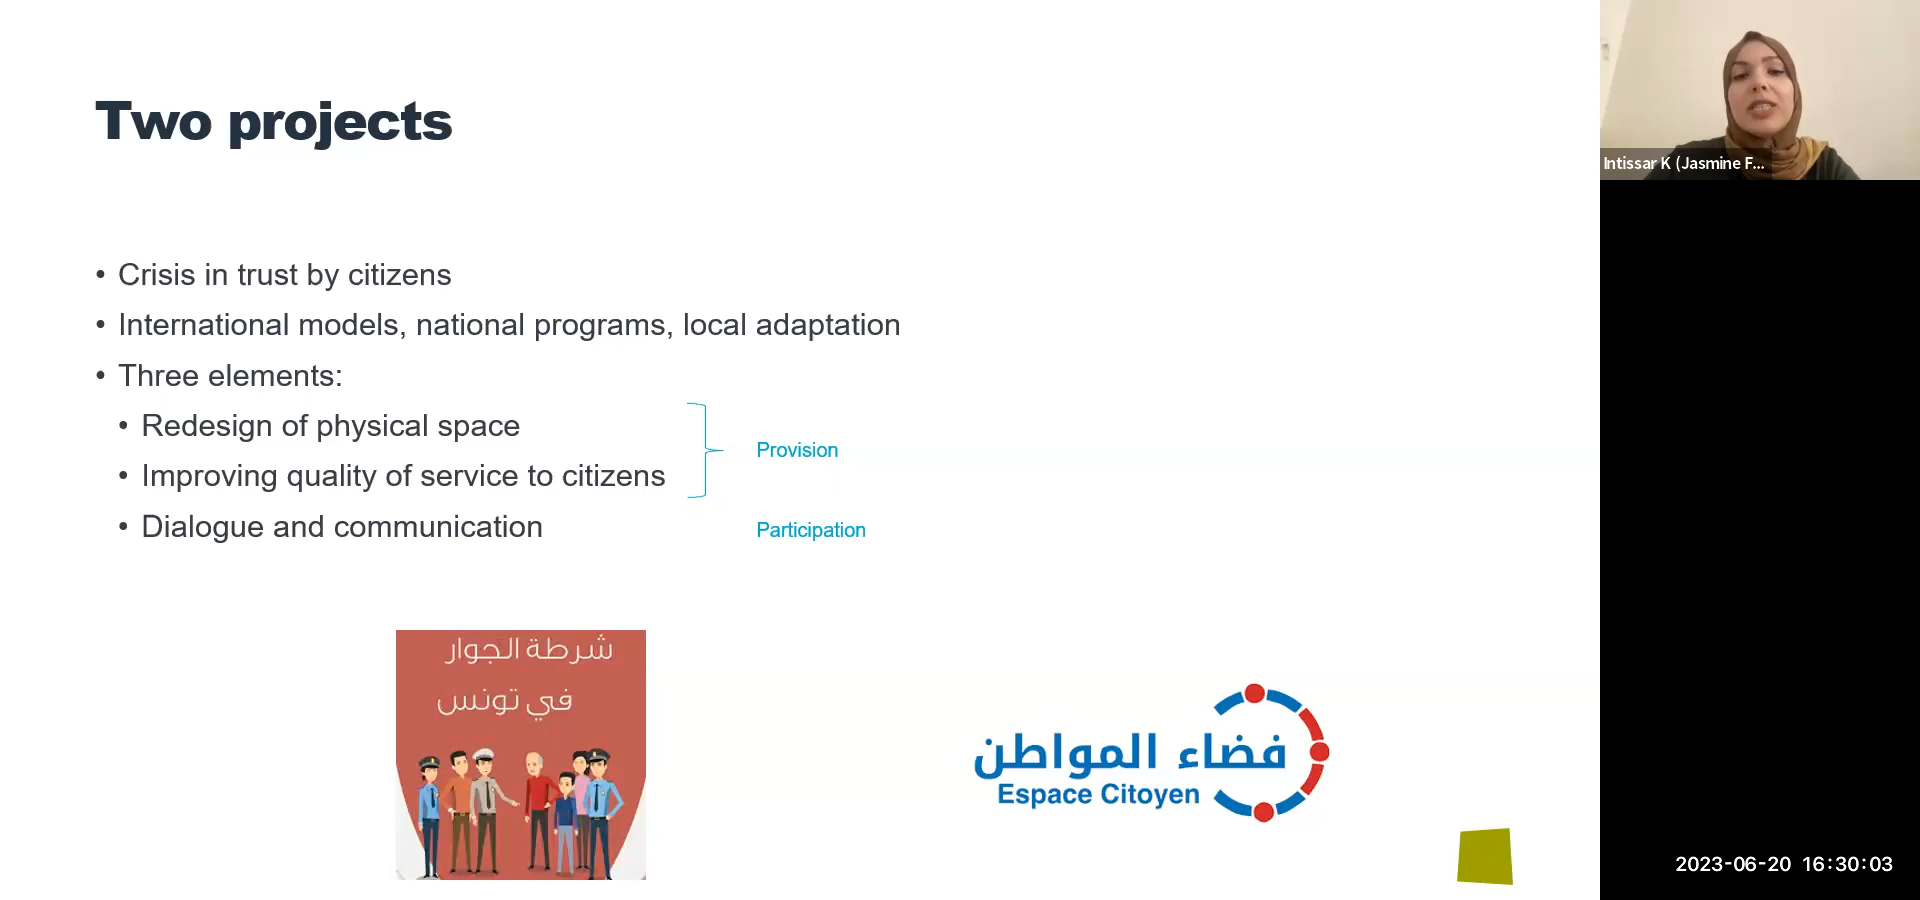 Two projects
• Crisis in trust by citizens
• International models, national programs, local adaptation
• Three elements:
• Redesign of physical space
• Improving quality of service to citizens
Provision
• Dialogue and communication
Participation
شرطة الجوار
في تونس
فضاء المواطن
Espace Citoyen
Intissar K (Jasmine F...
2023-06-20 16:30:03